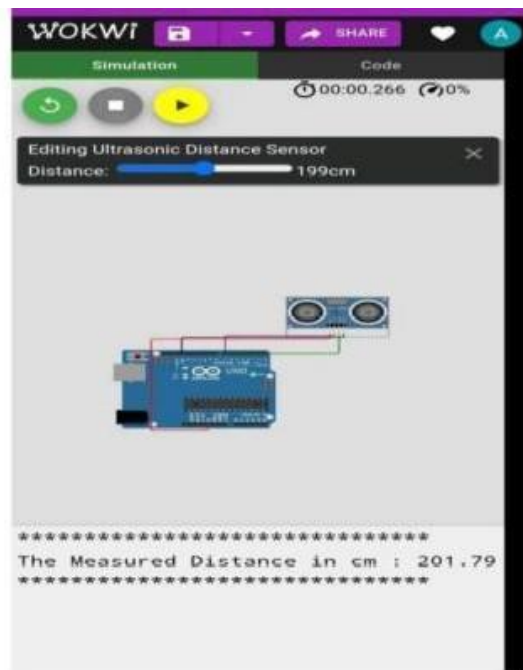 WOKWI
SHARE
A
Simulation
Code
00:00.266
0%
Editing Ultrasonic Distance Sensor
Distance:
199cm
UNO
*******************************
The Measured Distance in cm : 201.79
*******************************